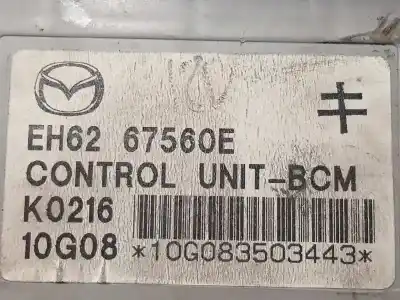 EH62 67560E
CONTROL UNIT-BCM
K0216
10G08 *10G083503443*